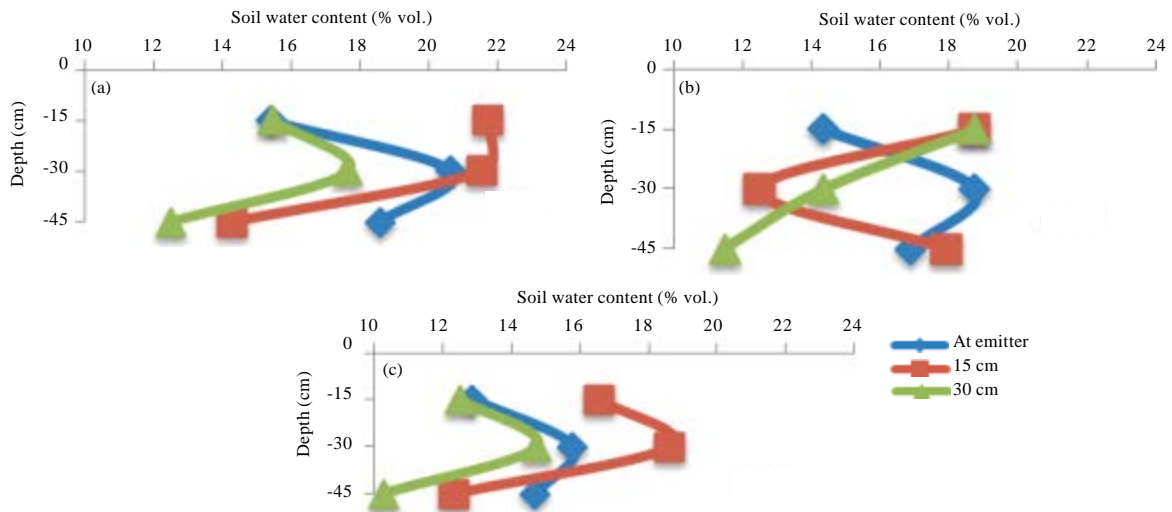 Soil water content (% vol.)
10 12 14 16 18 20 22 24
0
(a)
-15
-30
-45
Depth (cm)
Soil water content (% vol.)
10 12 14 16 18 20 22 24
0
(b)
-15
-30
-45
Depth (cm)
Soil water content (% vol.)
10 12 14 16 18 20 22 24
0
(c)
-15
-30
-45
Depth (cm)
At emitter
15 cm
30 cm